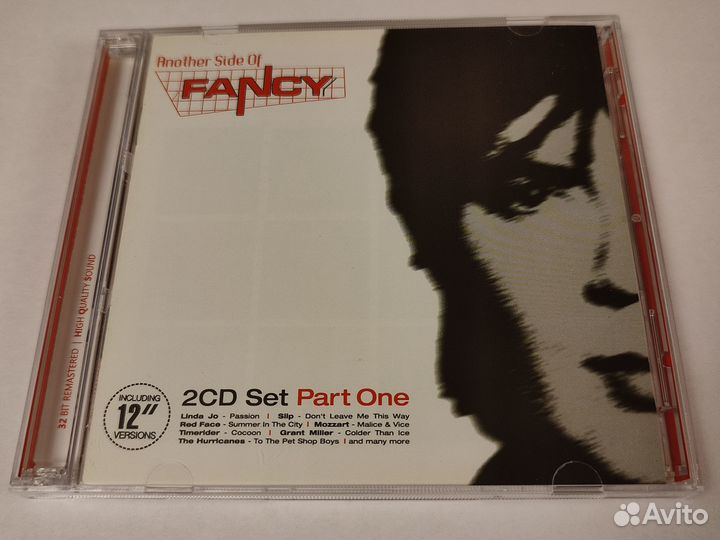 Another Side Of
FANCY
32 BIT REMASTERED | HIGH QUALITY SOUND
INCLUDING
12"
VERSIONS
2CD Set Part One
Linda Jo - Passion | Slip - Don't Leave Me This Way
Red Face - Summer In The City | Mozzart - Malice & Vice
Timerider - Cocoon | Grant Miller - Colder Than Ice
The Hurricanes - To The Pet Shop Boys | and many more
Avito